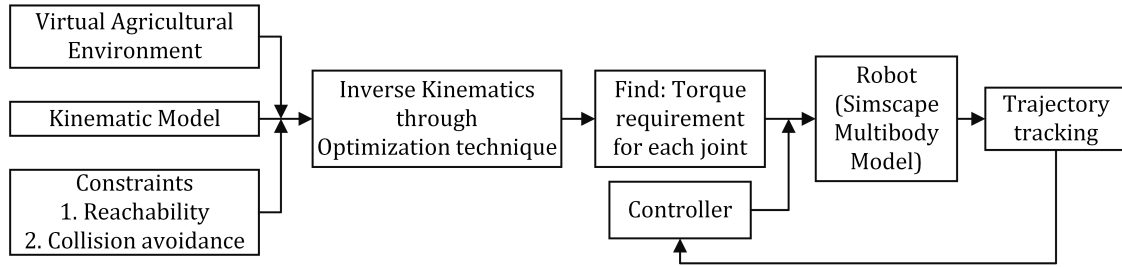 Virtual Agricultural
Environment
Kinematic Model
Constraints
1. Reachability
2. Collision avoidance
Inverse Kinematics
through
Optimization technique
Find: Torque
requirement
for each joint
Controller
Robot
(Simscape
Multibody
Model)
Trajectory
tracking